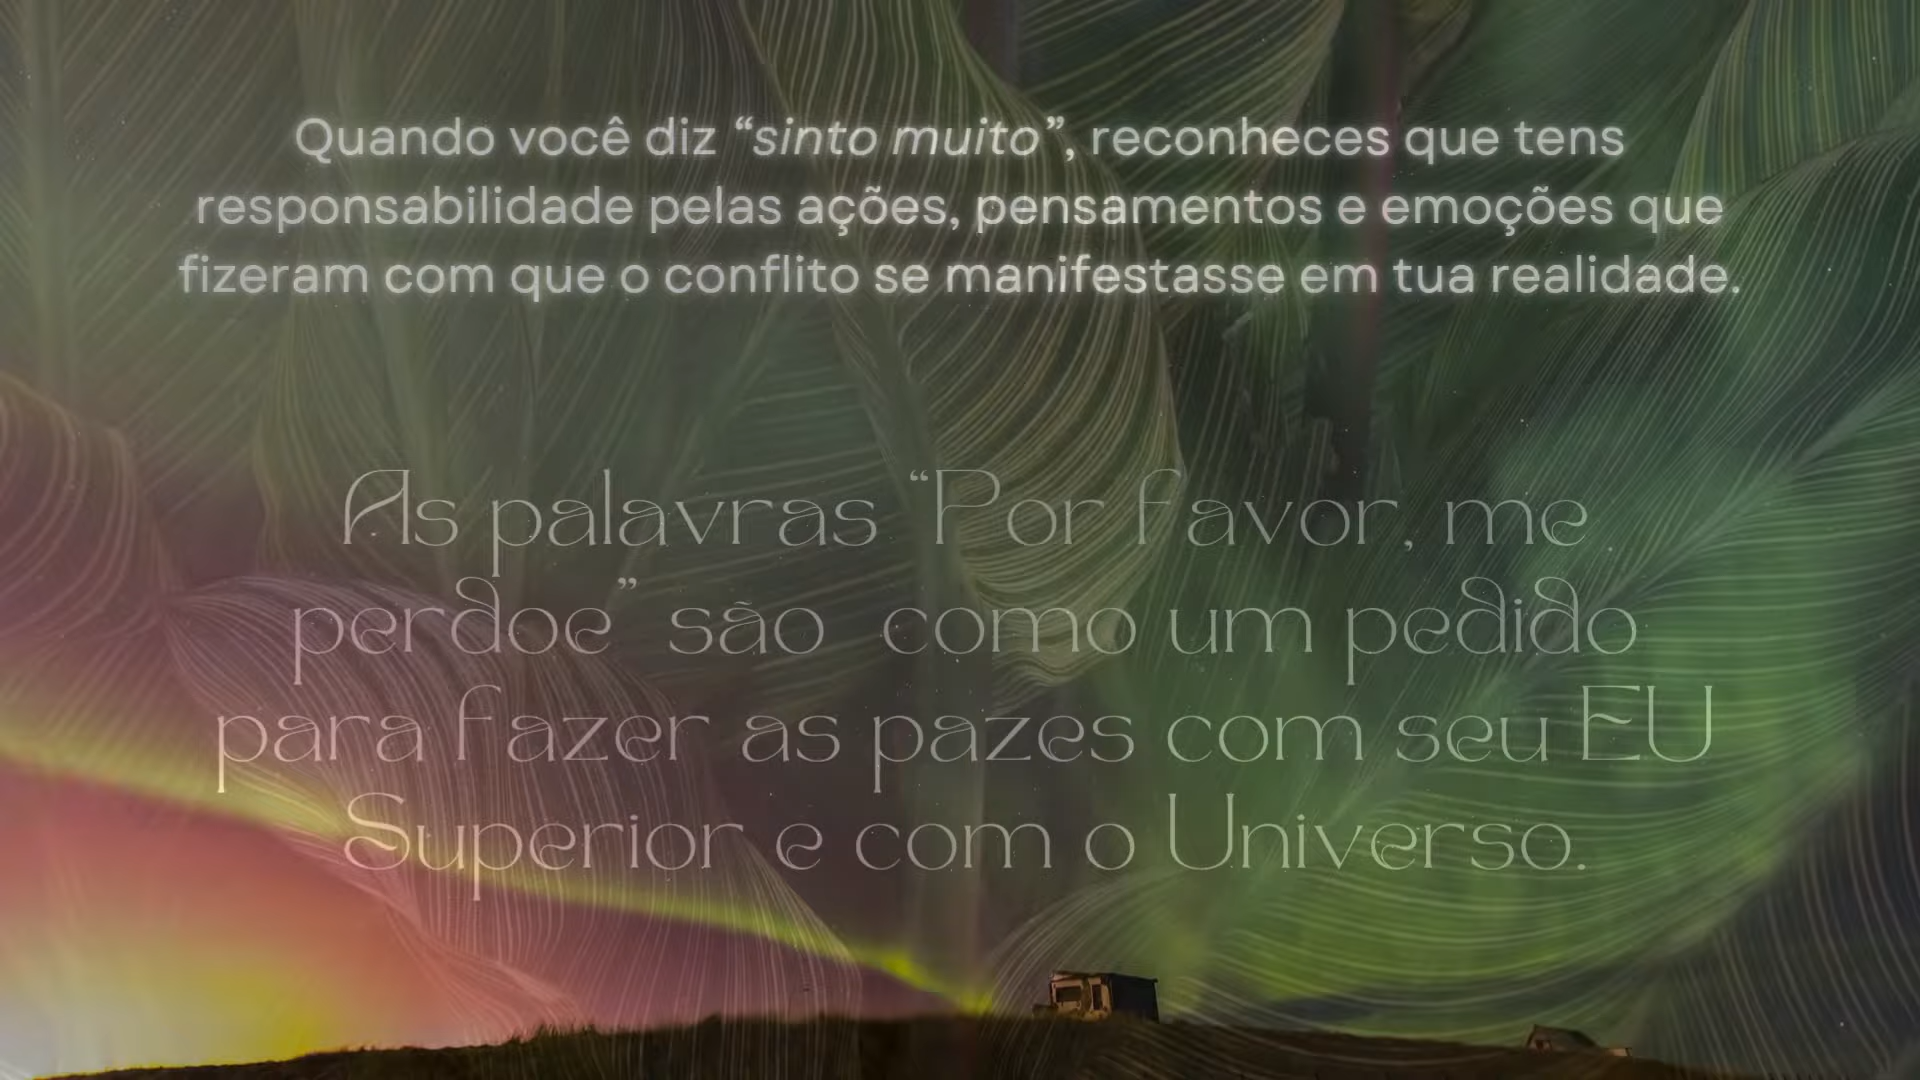 Quando você diz “sinto muito”, reconheces que tens
responsabilidade pelas ações, pensamentos e emoções que
fizeram com que o conflito se manifestasse em tua realidade.
As palavras “Por favor, me
perdoe” são como um pedido
para fazer as pazes com seu EU
Superior e com o Universo.